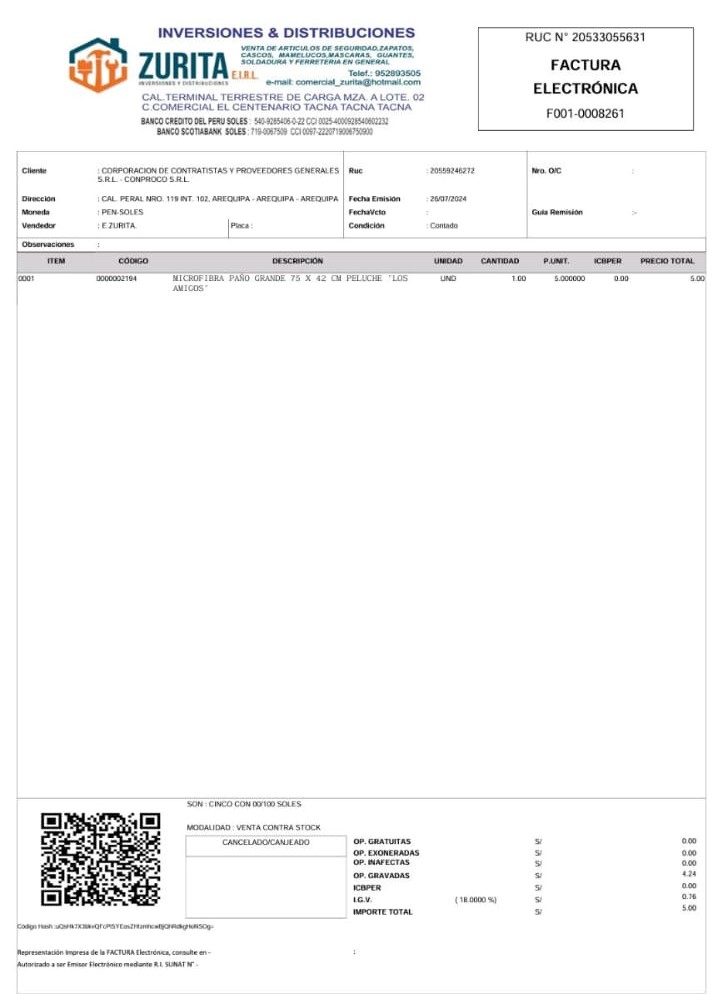 INVERSIONES & DISTRIBUCIONES
ZURITA E.I.R.L.
INVERSIONES Y DISTRIBUCIONES
VENTA DE ARTICULOS DE SEGURIDAD,ZAPATOS,
CASCOS, MAMELUCOS,MASCARAS, GUANTES,
SOLDADURA Y FERRETERIA EN GENERAL
Telef.: 952893505
e-mail: comercial_zurita@hotmail.com
CAL.TERMINAL TERRESTRE DE CARGA MZA. A LOTE. 02
C.COMERCIAL EL CENTENARIO TACNA TACNA TACNA
BANCO CREDITO DEL PERU SOLES : 540-9265406-0-22 CCI 0025-4000926540602232
BANCO SCOTIABANK SOLES : 719-0067509 CCI 0097-2220719006750900
RUC N° 20533055631
FACTURA
ELECTRÓNICA
F001-0008261
Cliente : CORPORACION DE CONTRATISTAS Y PROVEEDORES GENERALES
S.R.L. - CONPROCO S.R.L.
Ruc : 20559246272
Nro. O/C :
Dirección : CAL. PERAL NRO. 119 INT. 102, AREQUIPA - AREQUIPA - AREQUIPA
Fecha Emisión : 26/07/2024
Moneda : PEN-SOLES
FechaVcto :
Guia Remisión :-
Vendedor : E.ZURITA.
Placa :
Condición : Contado
Observaciones :
ITEM CÓDIGO DESCRIPCIÓN UNIDAD CANTIDAD P.UNIT. ICBPER PRECIO TOTAL
0001 0000002194 MICROFIBRA PAÑO GRANDE 75 X 42 CM PELUCHE "LOS UND 1.00 5.000000 0.00 5.00
AMIGOS"
SON : CINCO CON 00/100 SOLES
MODALIDAD : VENTA CONTRA STOCK
CANCELADO/CANJEADO
OP. GRATUITAS S/ 0.00
OP. EXONERADAS S/ 0.00
OP. INAFECTAS S/ 0.00
OP. GRAVADAS S/ 4.24
ICBPER S/ 0.00
I.G.V. ( 18.0000 %) S/ 0.76
IMPORTE TOTAL S/ 5.00
Código Hash :
Representación Impresa de la FACTURA Electrónica, consulte en -
:
Autorizado a ser Emisor Electrónico mediante R.I. SUNAT N° -